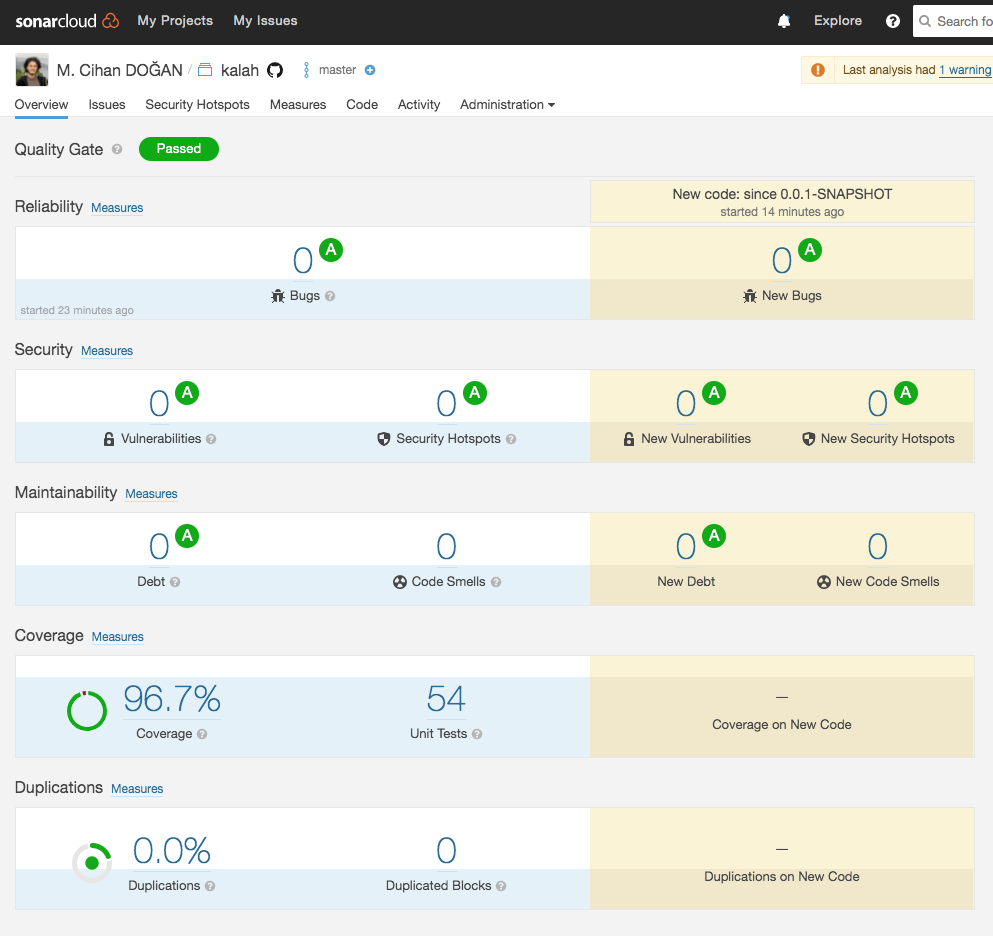 sonarcloud My Projects My Issues Explore Search fo
M. Cihan DOĞAN / kalah master Last analysis had 1 warning
Overview Issues Security Hotspots Measures Code Activity Administration
Quality Gate ? Passed
New code: since 0.0.1-SNAPSHOT
Reliability Measures
started 14 minutes ago
0 A 0 A
Bugs ? New Bugs
started 23 minutes ago
Security Measures
0 A 0 A 0 A 0 A
Vulnerabilities ? Security Hotspots ? New Vulnerabilities New Security Hotspots
Maintainability Measures
0 A 0 0 A 0
Debt ? Code Smells ? New Debt New Code Smells
Coverage Measures
96.7% 54 —
Coverage ? Unit Tests ? Coverage on New Code
Duplications Measures
0.0% 0 —
Duplications ? Duplicated Blocks ? Duplications on New Code